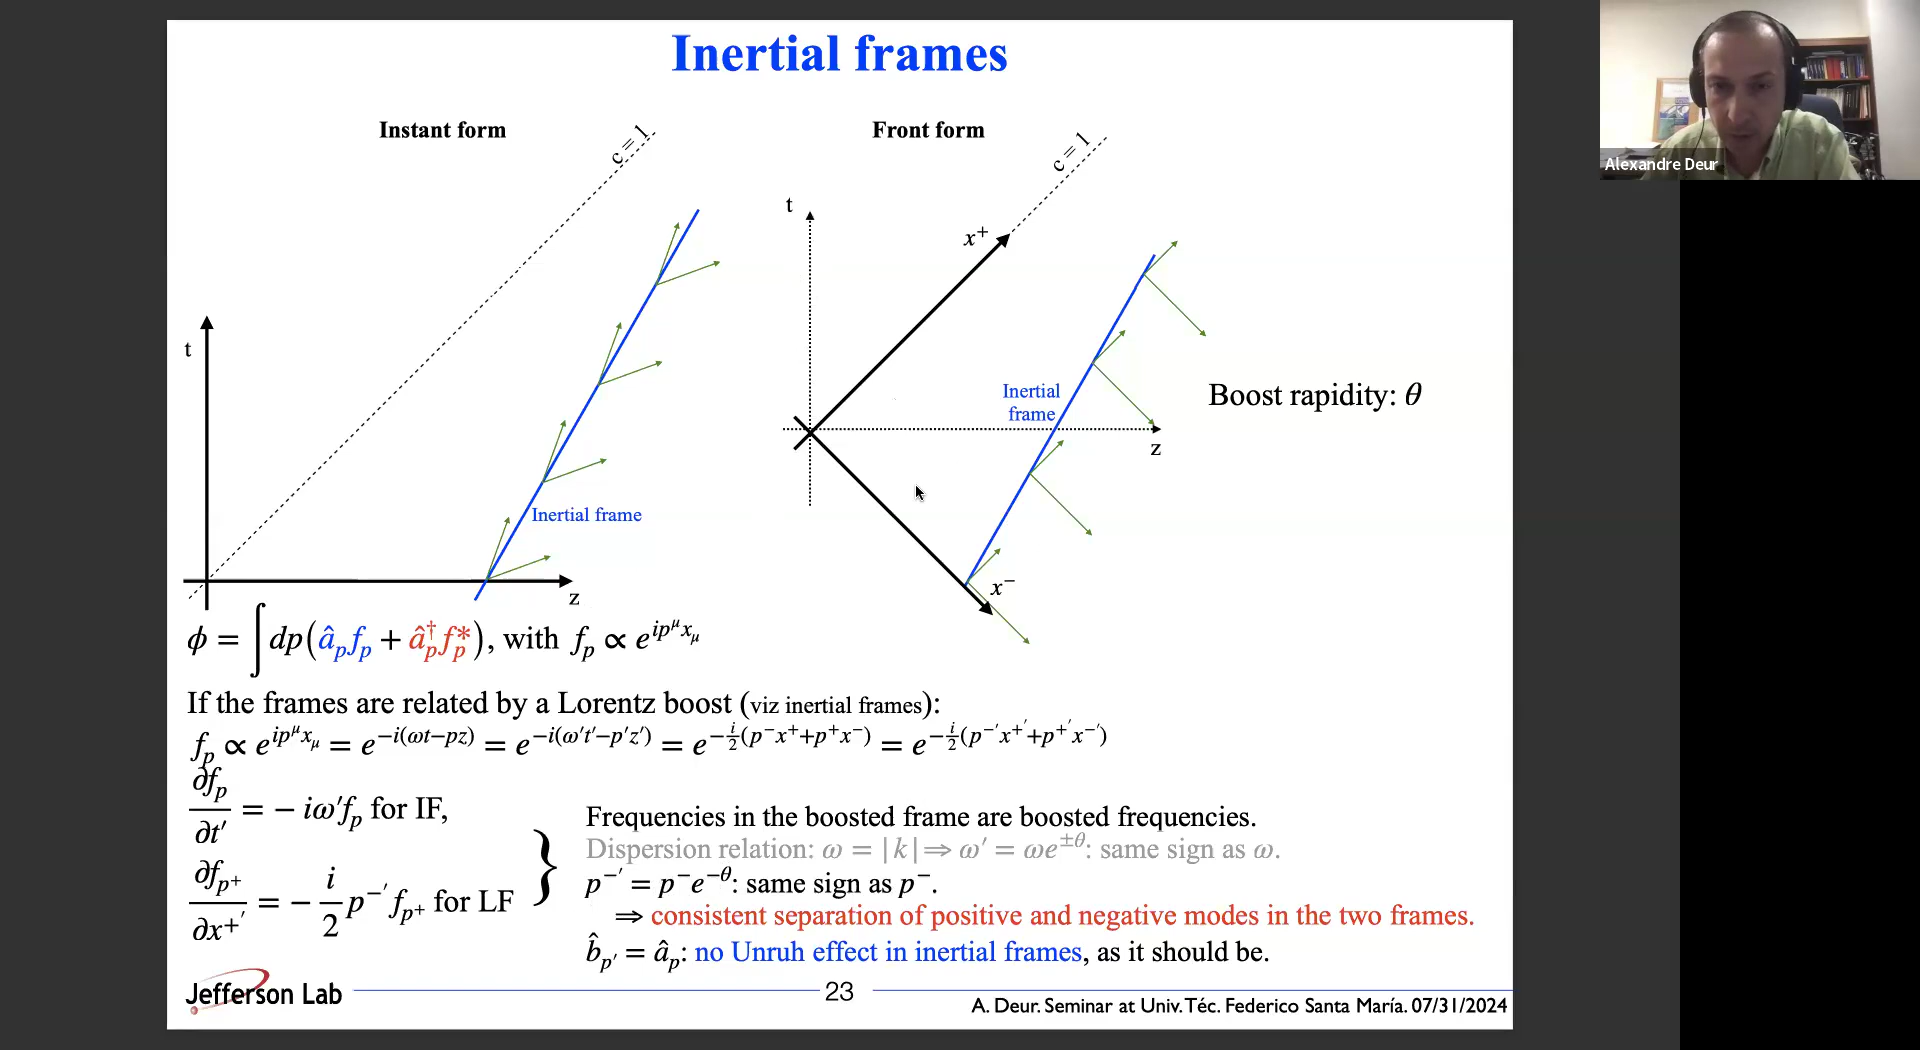 Inertial frames
Instant form
c = 1
t
Inertial frame
z
Front form
c = 1
t
x⁺
Inertial
frame
z
x⁻
Boost rapidity: θ
ϕ = ∫ dp(â_p f_p + â_p^† f_p^*), with f_p ∝ e^{ip^μ x_μ}
If the frames are related by a Lorentz boost (viz inertial frames):
f_p ∝ e^{ip^μ x_μ} = e^{-i(ωt-pz)} = e^{-i(ω′t′-p′z′)} = e^{-\frac{i}{2}(p^- x^+ + p^+ x^-)} = e^{-\frac{i}{2}(p^{-′} x^{+′} + p^{+′} x^{-′})}
∂f_p/∂t′ = − iω′f_p for IF,
∂f_{p^+}/∂x^{+′} = − \frac{i}{2} p^{-′} f_{p^+} for LF
Frequencies in the boosted frame are boosted frequencies.
Dispersion relation: ω = |k| ⟹ ω′ = ωe^{±θ}: same sign as ω.
p^{-′} = p^- e^{-θ}: same sign as p^-.
⟹ consistent separation of positive and negative modes in the two frames.
b̂_{p′} = â_p: no Unruh effect in inertial frames, as it should be.
Jefferson Lab
23
A. Deur. Seminar at Univ. Téc. Federico Santa María. 07/31/2024
Alexandre Deur